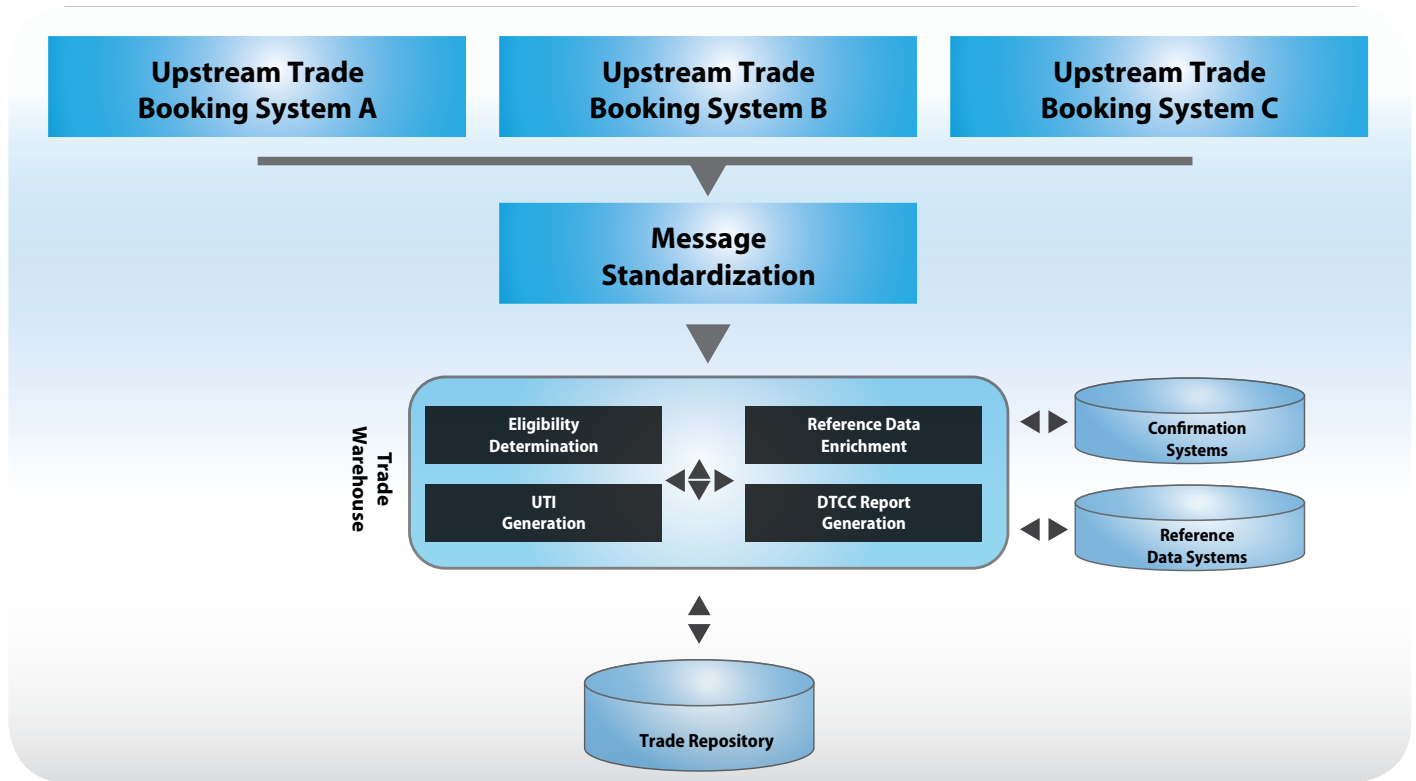 Upstream Trade
Booking System A
Upstream Trade
Booking System B
Upstream Trade
Booking System C
Message
Standardization
Trade
Warehouse
Eligibility
Determination
Reference Data
Enrichment
UTI
Generation
DTCC Report
Generation
Confirmation
Systems
Reference
Data Systems
Trade Repository